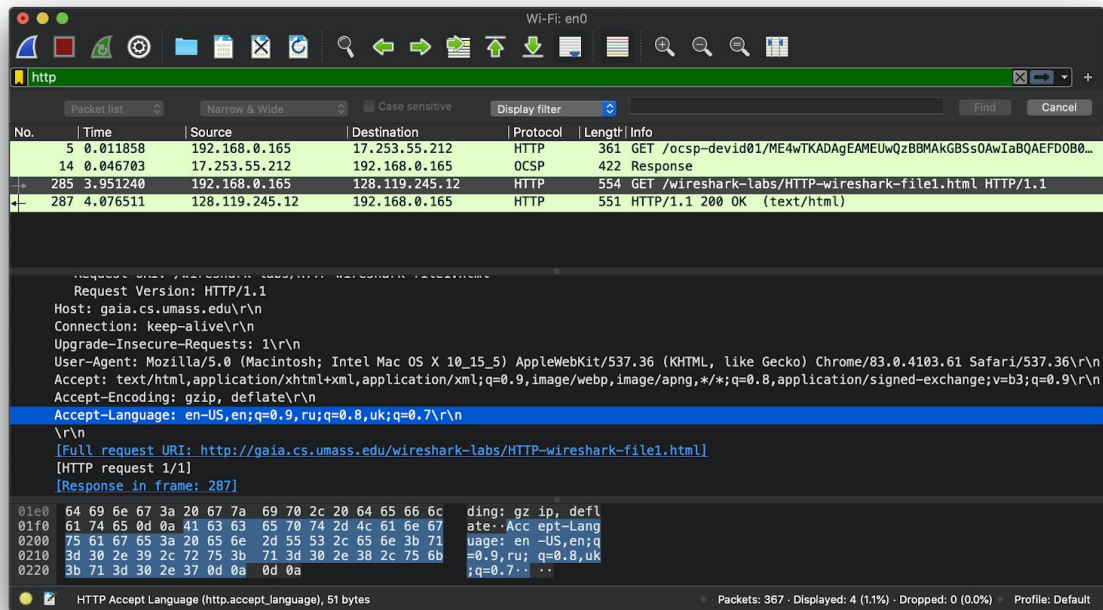 Wi-Fi: en0
http
Packet list Narrow & Wide Case sensitive Display filter Find Cancel
No. Time Source Destination Protocol Length Info
5 0.011858 192.168.0.165 17.253.55.212 HTTP 361 GET /ocsp-devid01/ME4wTKADAgEAMEUwQzBBMAkGBSsOAwIaBQAEFDOB0…
14 0.046703 17.253.55.212 192.168.0.165 OCSP 422 Response
285 3.951240 192.168.0.165 128.119.245.12 HTTP 554 GET /wireshark-labs/HTTP-wireshark-file1.html HTTP/1.1
287 4.076511 128.119.245.12 192.168.0.165 HTTP 551 HTTP/1.1 200 OK (text/html)
Request URI: /wireshark-labs/HTTP-wireshark-file1.html
Request Version: HTTP/1.1
Host: gaia.cs.umass.edu\r\n
Connection: keep-alive\r\n
Upgrade-Insecure-Requests: 1\r\n
User-Agent: Mozilla/5.0 (Macintosh; Intel Mac OS X 10_15_5) AppleWebKit/537.36 (KHTML, like Gecko) Chrome/83.0.4103.61 Safari/537.36\r\n
Accept: text/html,application/xhtml+xml,application/xml;q=0.9,image/webp,image/apng,*/*;q=0.8,application/signed-exchange;v=b3;q=0.9\r\n
Accept-Encoding: gzip, deflate\r\n
Accept-Language: en-US,en;q=0.9,ru;q=0.8,uk;q=0.7\r\n
\r\n
[Full request URI: http://gaia.cs.umass.edu/wireshark-labs/HTTP-wireshark-file1.html]
[HTTP request 1/1]
[Response in frame: 287]
01e0 64 69 6e 67 3a 20 67 7a 69 70 2c 20 64 65 66 6c ding: gz ip, defl
01f0 61 74 65 0d 0a 41 63 63 65 70 74 2d 4c 61 6e 67 ate··Acc ept-Lang
0200 75 61 67 65 3a 20 65 6e 2d 55 53 2c 65 6e 3b 71 uage: en -US,en;q
0210 3d 30 2e 39 2c 72 75 3b 71 3d 30 2e 38 2c 75 6b =0.9,ru; q=0.8,uk
0220 3b 71 3d 30 2e 37 0d 0a 0d 0a ;q=0.7·· ··
HTTP Accept Language (http.accept_language), 51 bytes Packets: 367 · Displayed: 4 (1.1%) · Dropped: 0 (0.0%) Profile: Default